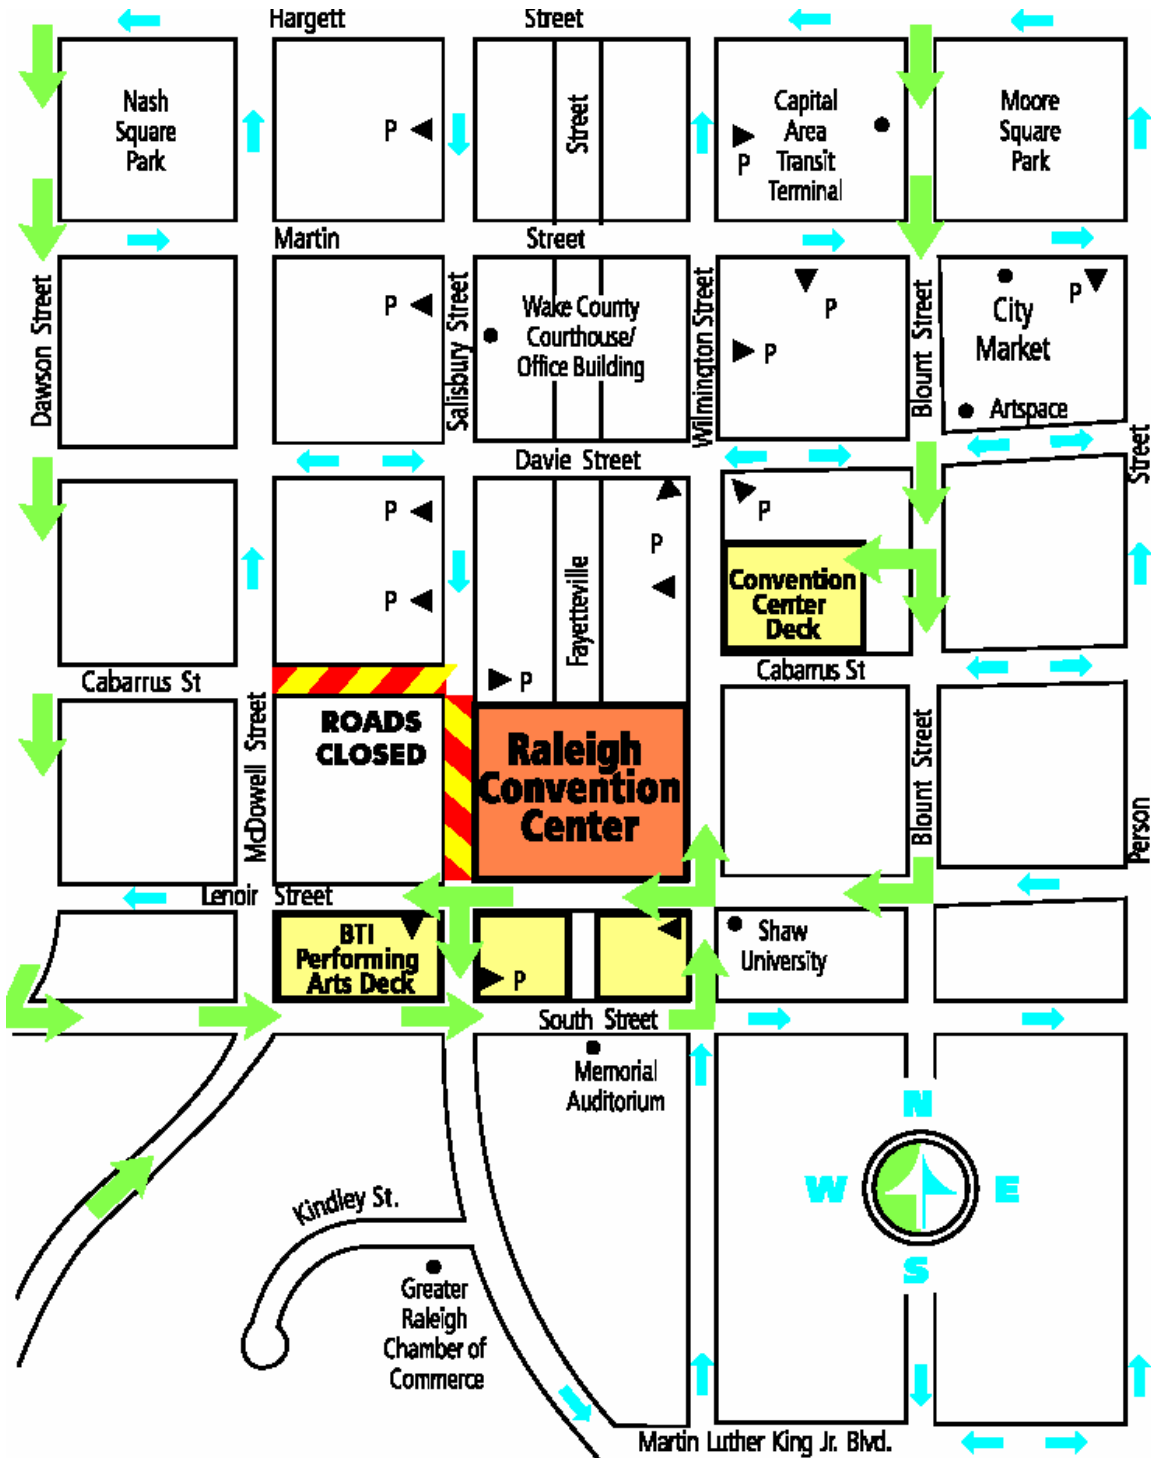 Hargett Street
Nash
Square
Park
P
Street
Capital
Area
Transit
Terminal
P
Moore
Square
Park
Martin Street
Dawson Street
P
Salisbury Street
Wake County
Courthouse/
Office Building
Wilmington Street
P
P
Blount Street
City
Market
P
Artspace
Davie Street
Street
P
P
P
P
Fayetteville
Convention
Center
Deck
P
Cabarrus St
Cabarrus St
McDowell Street
ROADS
CLOSED
Raleigh
Convention
Center
Blount Street
Person
Lenoir Street
BTI
Performing
Arts Deck
P
Shaw
University
South Street
Memorial
Auditorium
N
W E
S
Kindley St.
Greater
Raleigh
Chamber of
Commerce
Martin Luther King Jr. Blvd.